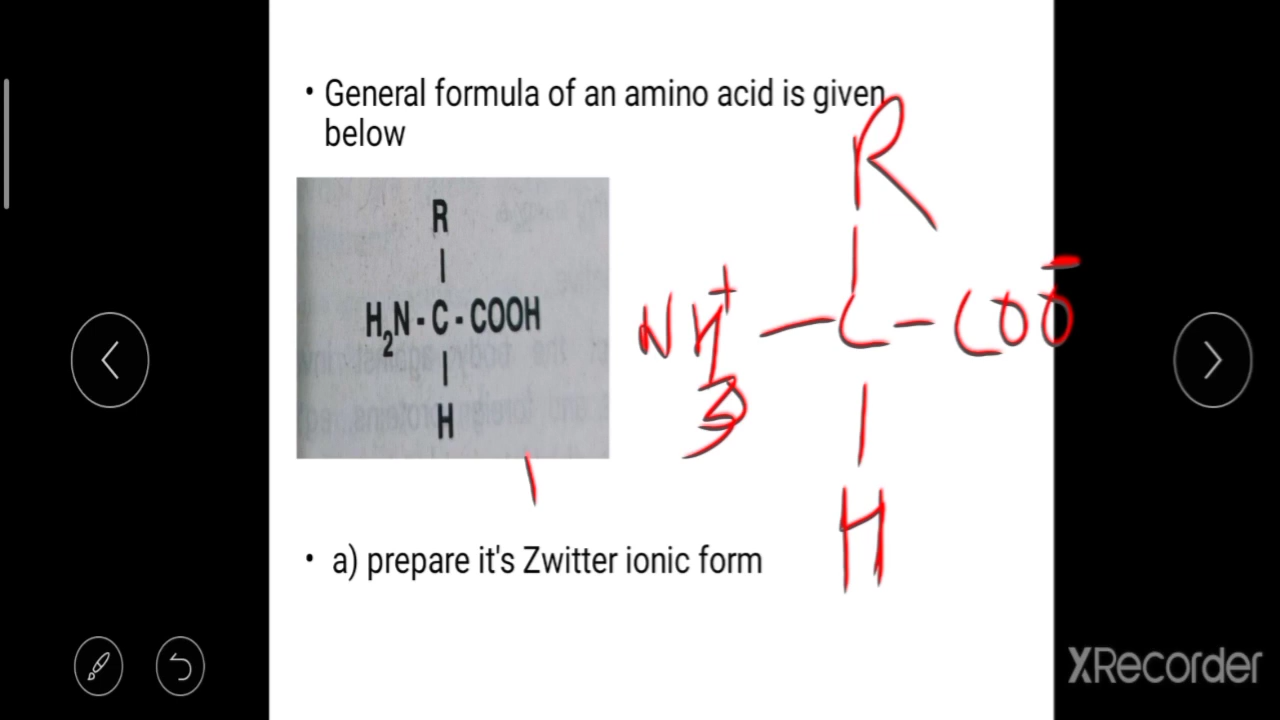 • General formula of an amino acid is given
below
R
|
H₂N - C - COOH
|
H
R
|
NH₃⁺ — C - COO⁻
|
H
• a) prepare it's Zwitter ionic form
XRecorder